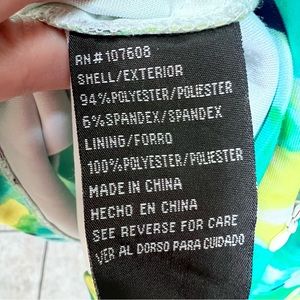 RN#107608
SHELL/EXTERIOR
94%POLYESTER/POLIESTER
6%SPANDEX/SPANDEX
LINING/FORRO
100%POLYESTER/POLIESTER
MADE IN CHINA
HECHO EN CHINA
SEE REVERSE FOR CARE
VER AL DORSO PARA CUIDADO